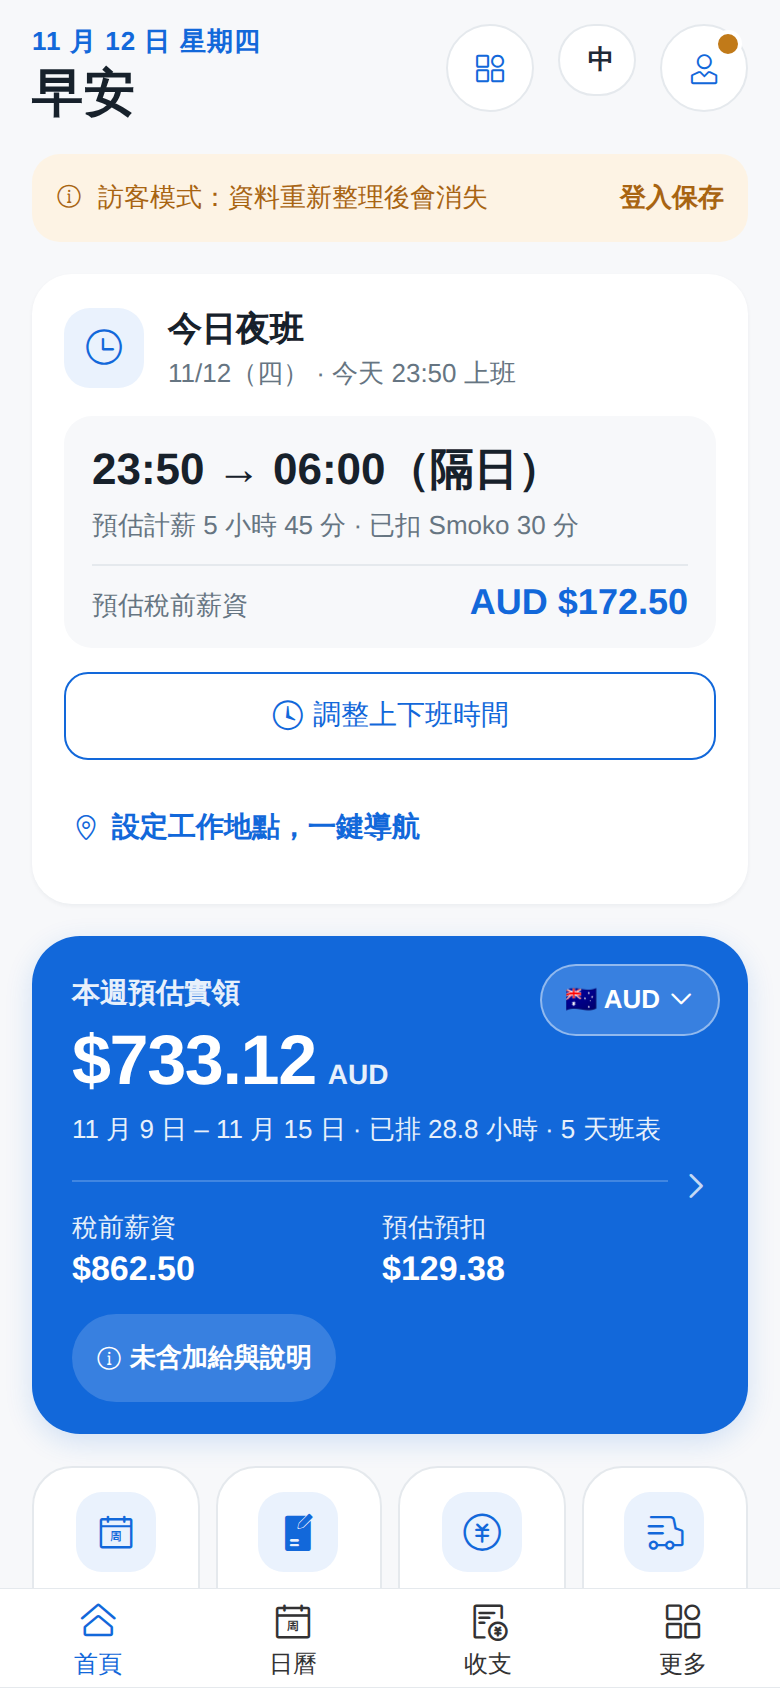 11 月 12 日 星期四
早安
中
訪客模式：資料重新整理後會消失
登入保存
今日夜班
11/12（四） · 今天 23:50 上班
23:50 → 06:00（隔日）
預估計薪 5 小時 45 分 · 已扣 Smoko 30 分
預估稅前薪資
AUD $172.50
調整上下班時間
設定工作地點，一鍵導航
本週預估實領
AUD
$733.12 AUD
11 月 9 日 – 11 月 15 日 · 已排 28.8 小時 · 5 天班表
稅前薪資
預估預扣
$862.50
$129.38
未含加給與說明
周
¥
周
¥
首頁
日曆
收支
更多